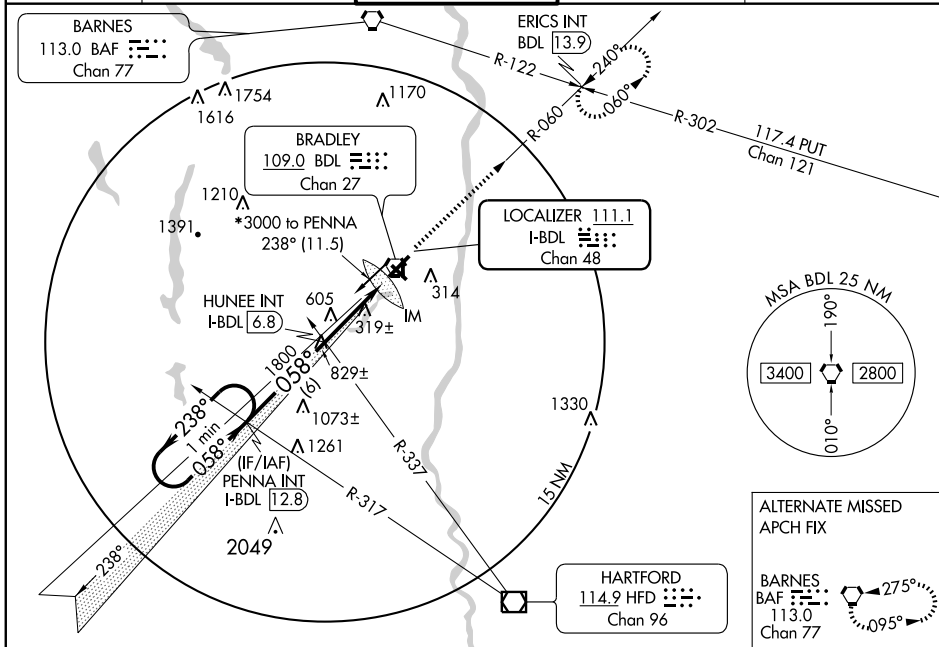 BARNES
113.0 BAF
Chan 77
ERICS INT
BDL 13.9
R-122
240°
060°
R-060
R-302
117.4 PUT
Chan 121
1754
1616
1170
BRADLEY
109.0 BDL
Chan 27
1210
1391
*3000 to PENNA
238° (11.5)
LOCALIZER 111.1
I-BDL
Chan 48
HUNEE INT
I-BDL 6.8
605
319±
IM
314
1800
058°
(6)
829±
1073±
1261
238°
1 min
058°
(IF/IAF)
PENNA INT
I-BDL 12.8
R-337
R-317
2049
238°
1330
15 NM
MSA BDL 25 NM
190°
3400
2800
010°
HARTFORD
114.9 HFD
Chan 96
ALTERNATE MISSED
APCH FIX
BARNES
BAF
113.0
Chan 77
275°
095°